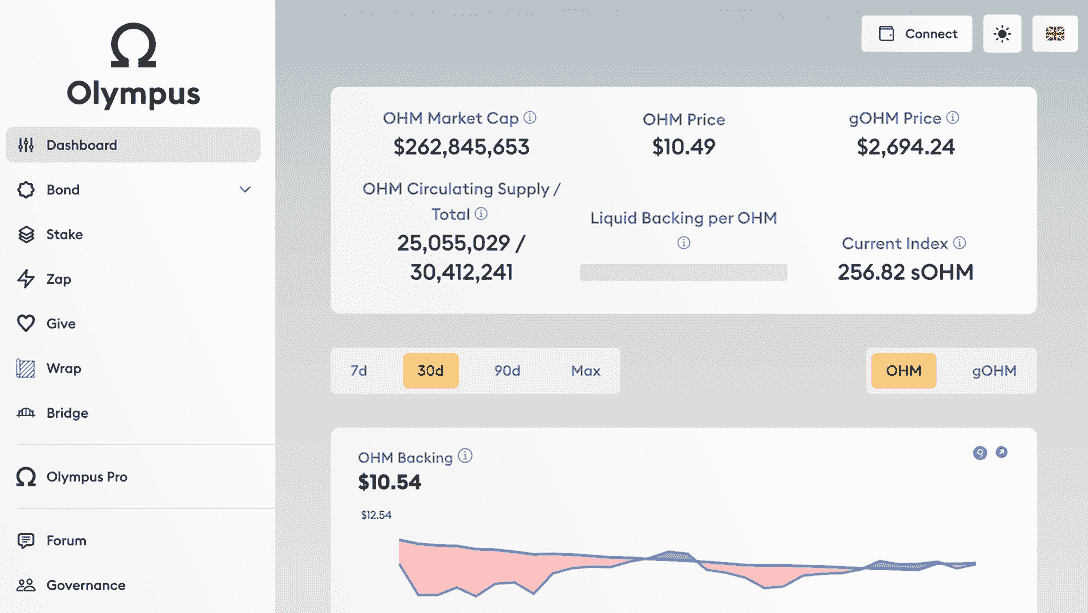 Olympus
Dashboard
Bond
Stake
Zap
Give
Wrap
Bridge
Olympus Pro
Forum
Governance
Connect
OHM Market Cap
$262,845,653
OHM Price
$10.49
gOHM Price
$2,694.24
OHM Circulating Supply /
Total
25,055,029 /
30,412,241
Liquid Backing per OHM
Current Index
256.82 sOHM
7d 30d 90d Max
OHM gOHM
OHM Backing
$10.54
$12.54